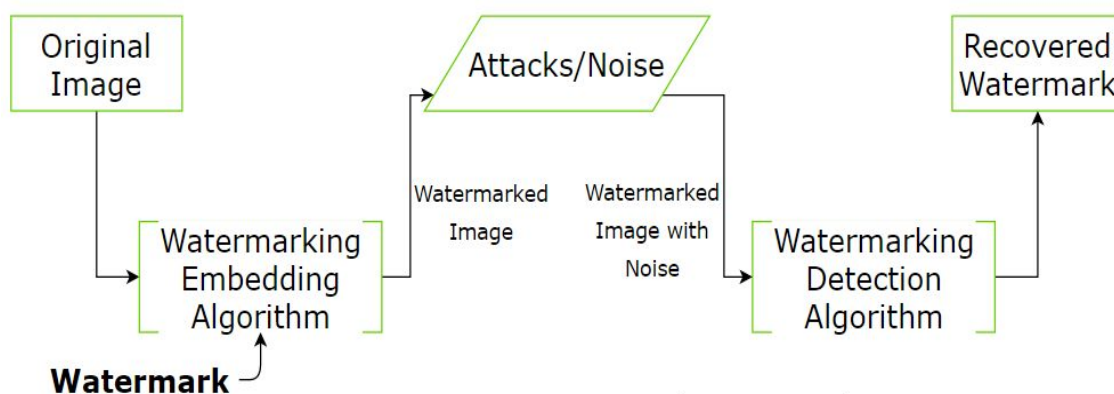 Original
Image
Attacks/Noise
Recovered
Watermark
Watermarked
Image
Watermarked
Image with
Noise
Watermarking
Embedding
Algorithm
Watermarking
Detection
Algorithm
Watermark